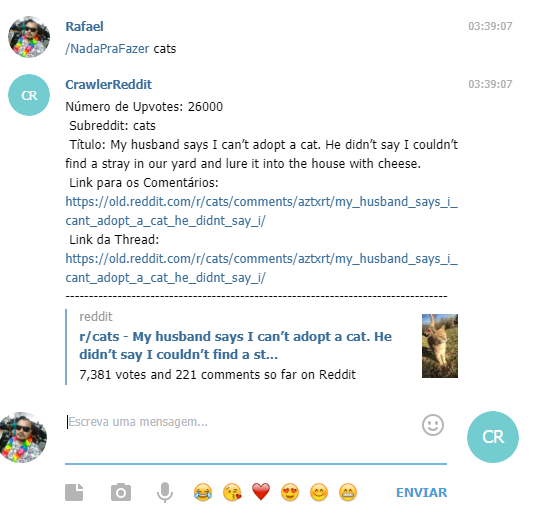 Rafael 03:39:07
/NadaPraFazer cats
CR
CrawlerReddit 03:39:07
Número de Upvotes: 26000
Subreddit: cats
Título: My husband says I can’t adopt a cat. He didn’t say I couldn’t
find a stray in our yard and lure it into the house with cheese.
Link para os Comentários:
https://old.reddit.com/r/cats/comments/aztxrt/my_husband_says_i_
cant_adopt_a_cat_he_didnt_say_i/
Link da Thread:
https://old.reddit.com/r/cats/comments/aztxrt/my_husband_says_i_
cant_adopt_a_cat_he_didnt_say_i/
--------------------------------------------------------------------------------
reddit
r/cats - My husband says I can’t adopt a cat. He
didn’t say I couldn’t find a st...
7,381 votes and 221 comments so far on Reddit
Escreva uma mensagem...
CR
ENVIAR